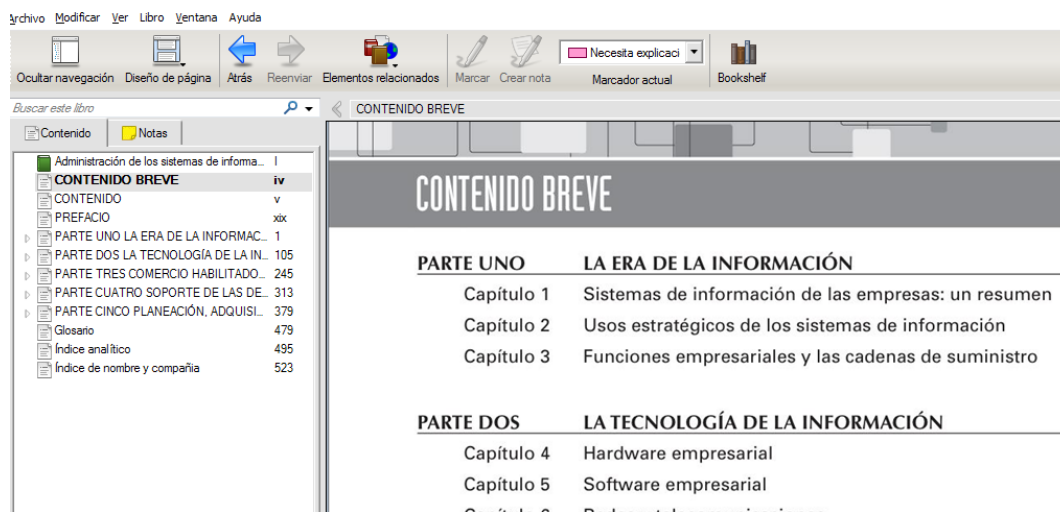 Archivo Modificar Ver Libro Ventana Ayuda
Ocultar navegación Diseño de página Atrás Reenviar Elementos relacionados Marcar Crear nota Necesita explicaci Marcador actual Bookshelf
Buscar este libro
CONTENIDO BREVE
Contenido Notas
Administración de los sistemas de informa... I
CONTENIDO BREVE iv
CONTENIDO v
PREFACIO xix
PARTE UNO LA ERA DE LA INFORMAC... 1
PARTE DOS LA TECNOLOGÍA DE LA IN... 105
PARTE TRES COMERCIO HABILITADO... 245
PARTE CUATRO SOPORTE DE LAS DE... 313
PARTE CINCO PLANEACIÓN, ADQUISI... 379
Glosario 479
Índice analítico 495
Índice de nombre y compañia 523
CONTENIDO BREVE
PARTE UNO LA ERA DE LA INFORMACIÓN
Capítulo 1 Sistemas de información de las empresas: un resumen
Capítulo 2 Usos estratégicos de los sistemas de información
Capítulo 3 Funciones empresariales y las cadenas de suministro
PARTE DOS LA TECNOLOGÍA DE LA INFORMACIÓN
Capítulo 4 Hardware empresarial
Capítulo 5 Software empresarial